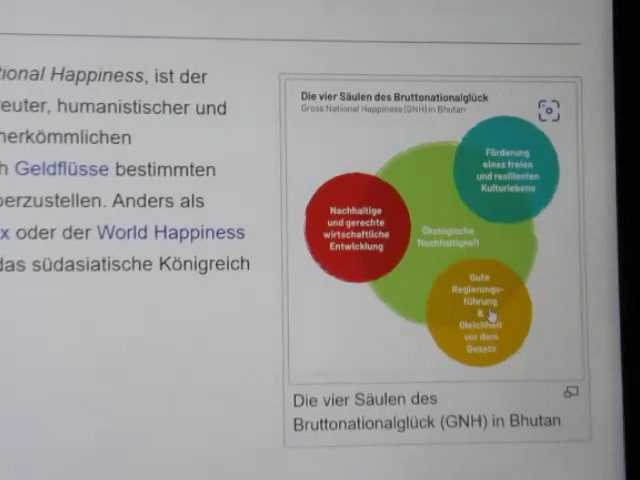 tional Happiness, ist der
reuter, humanistischer und
herkömmlichen
h Geldflüsse bestimmten
erzustellen. Anders als
x oder der World Happiness
das südasiatische Königreich
Die vier Säulen des Bruttonationalglück
Gross National Happiness (GNH) in Bhutan
Förderung
eines freien
und resilienten
Kulturlebens
Nachhaltige
und gerechte
wirtschaftliche
Entwicklung
Ökologische
Nachhaltigkeit
Gute
Regierungs-
führung
&
Gleichheit
vor dem
Gesetz
Die vier Säulen des
Bruttonationalglück (GNH) in Bhutan